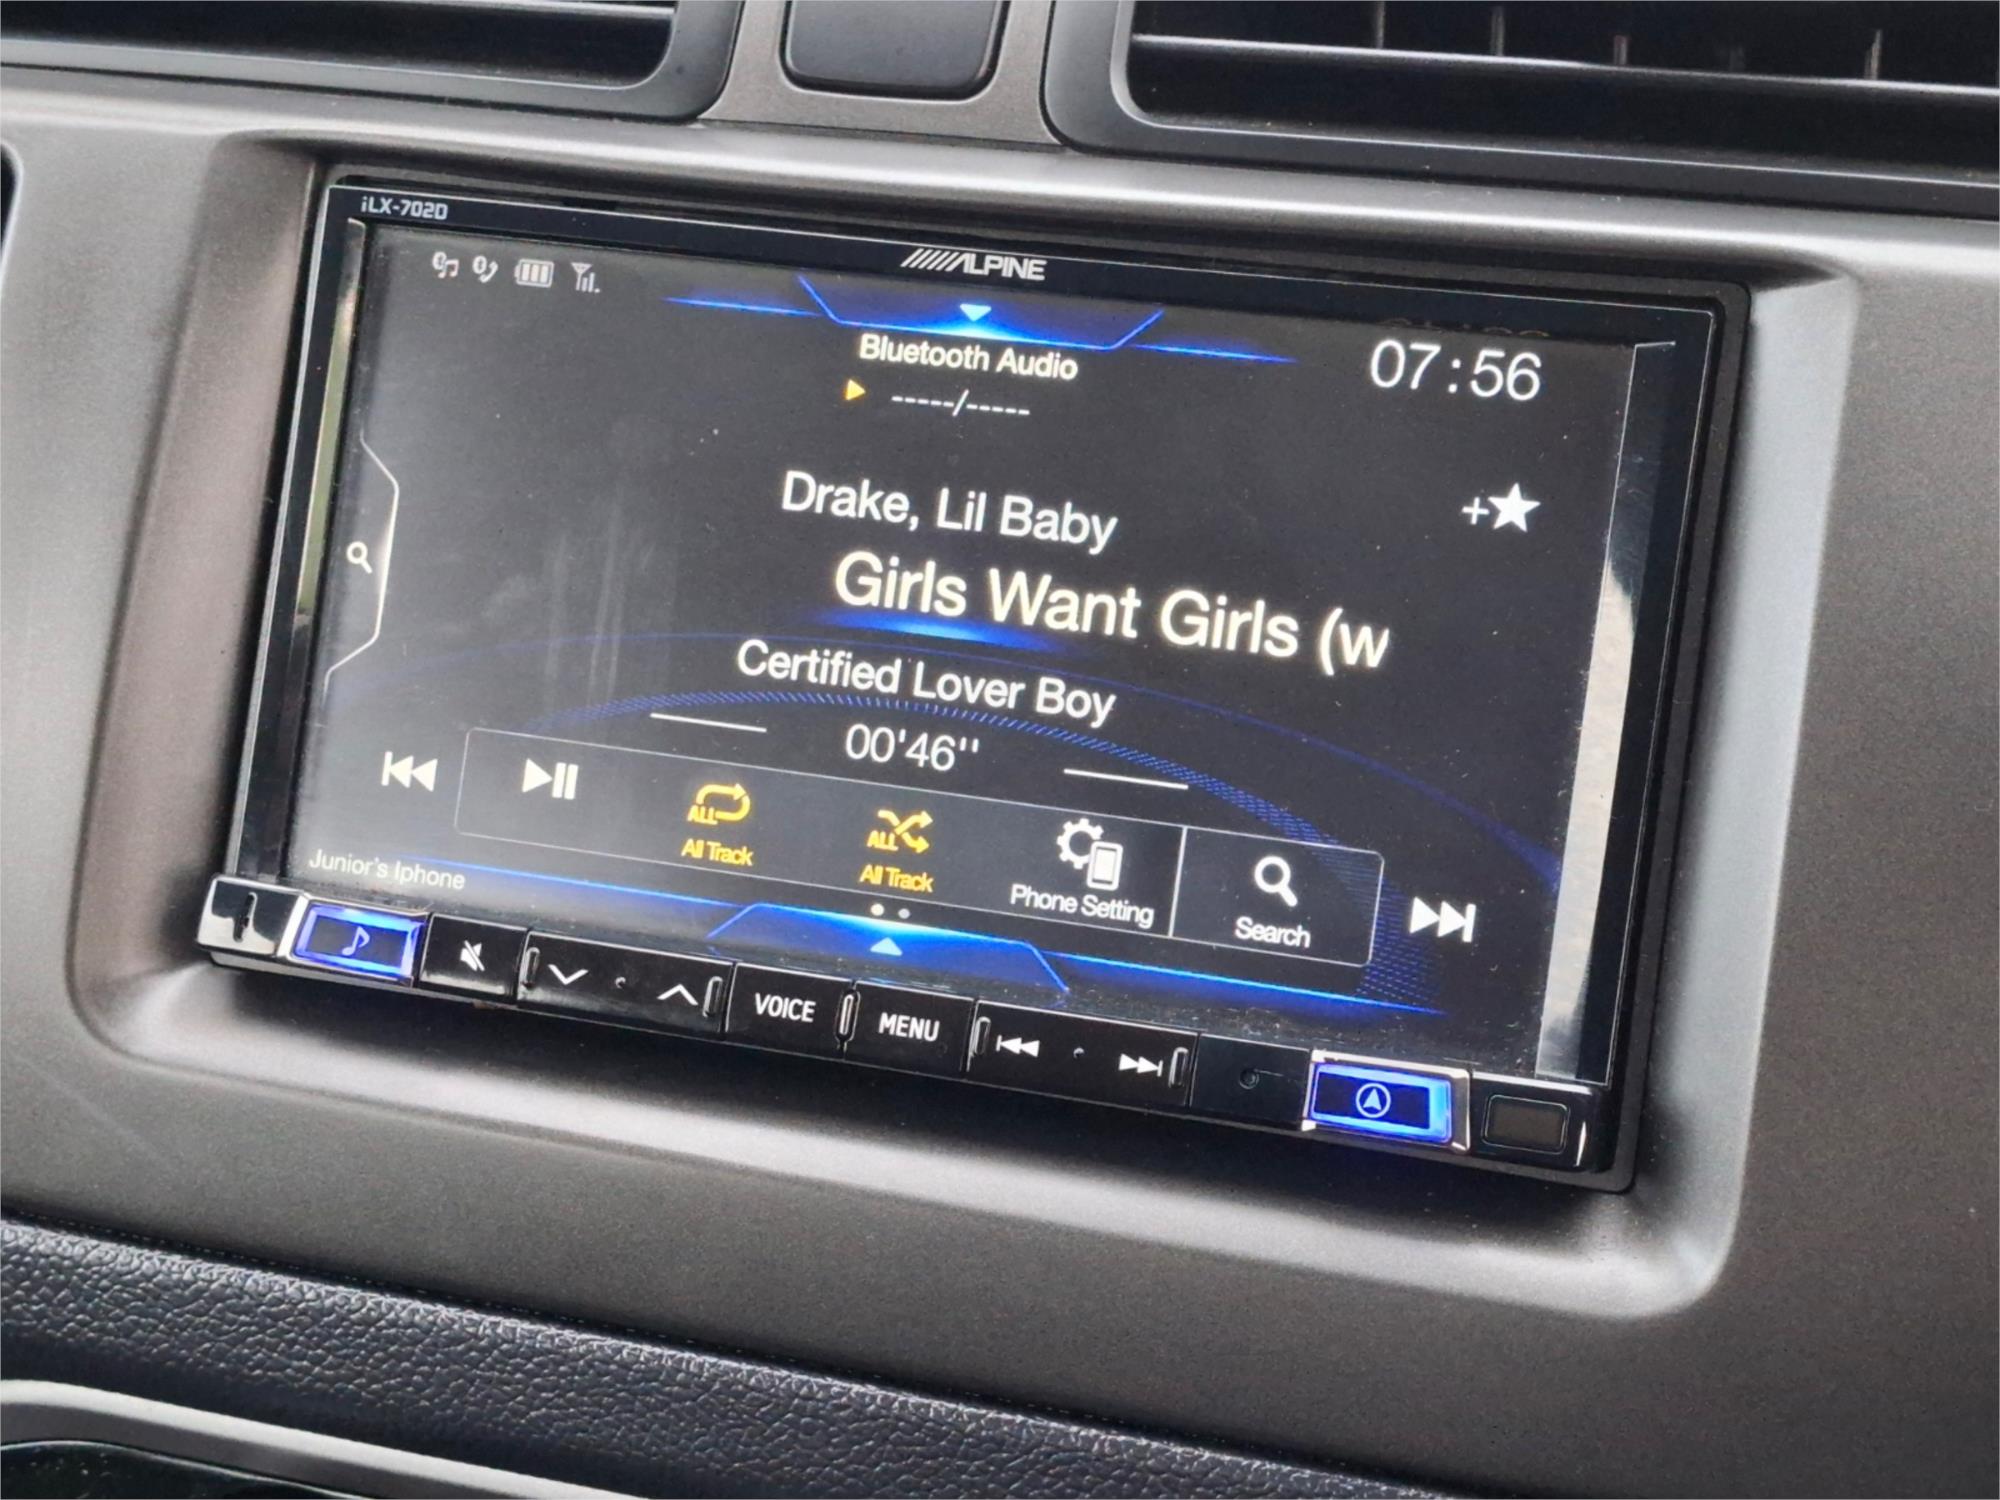 iLX-702D
ALPINE
Bluetooth Audio
-----/-----
07:56
Drake, Lil Baby
Girls Want Girls (w
Certified Lover Boy
00'46''
ALL
All Track
ALL
All Track
Phone Setting
Search
Junior's Iphone
VOICE
MENU